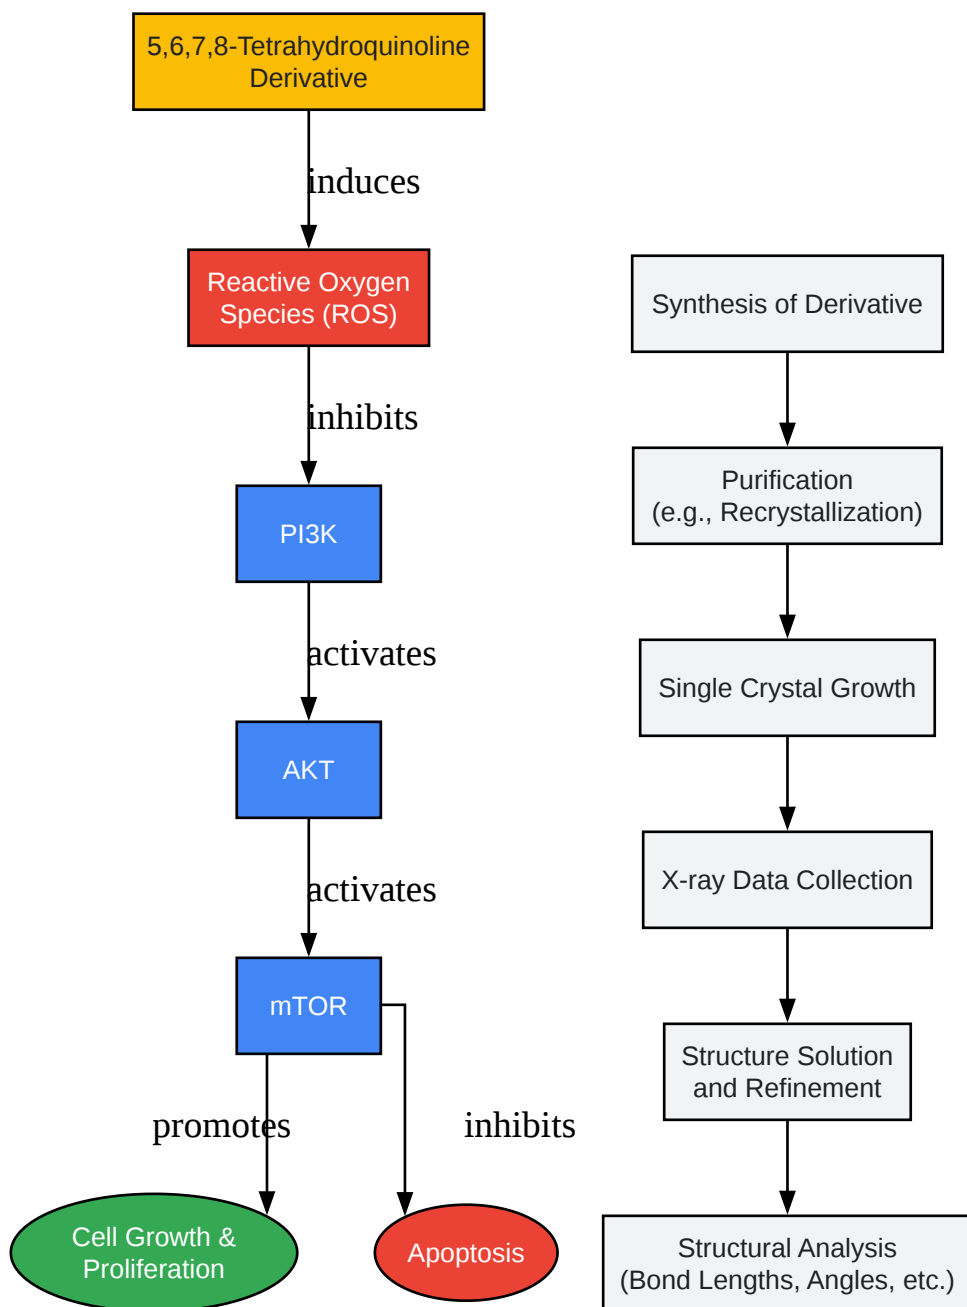 5,6,7,8-Tetrahydroquinoline
Derivative
induces
Reactive Oxygen
Species (ROS)
inhibits
PI3K
activates
AKT
activates
mTOR
promotes
inhibits
Cell Growth &
Proliferation
Apoptosis
Synthesis of Derivative
Purification
(e.g., Recrystallization)
Single Crystal Growth
X-ray Data Collection
Structure Solution
and Refinement
Structural Analysis
(Bond Lengths, Angles, etc.)